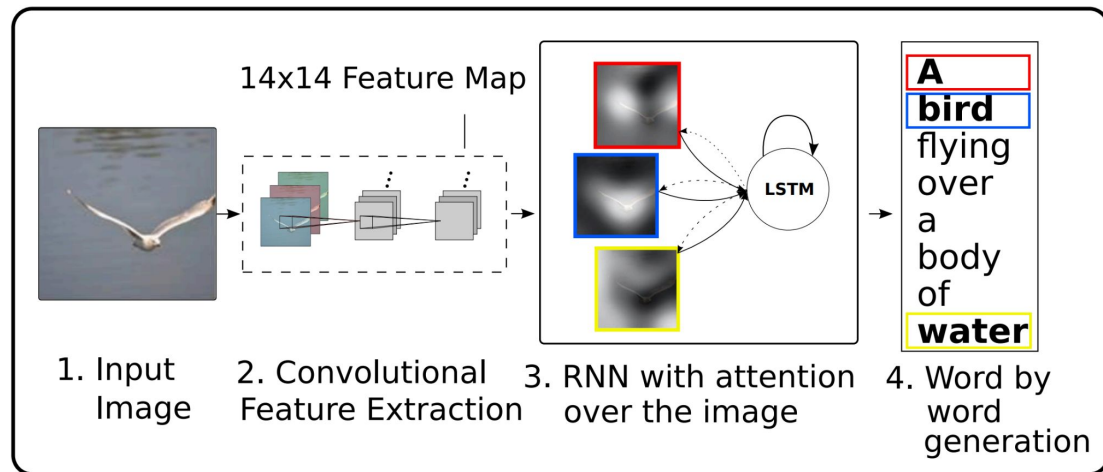 14x14 Feature Map
LSTM
A
bird
flying
over
a
body
of
water
1. Input
Image
2. Convolutional
Feature Extraction
3. RNN with attention
over the image
4. Word by
word
generation